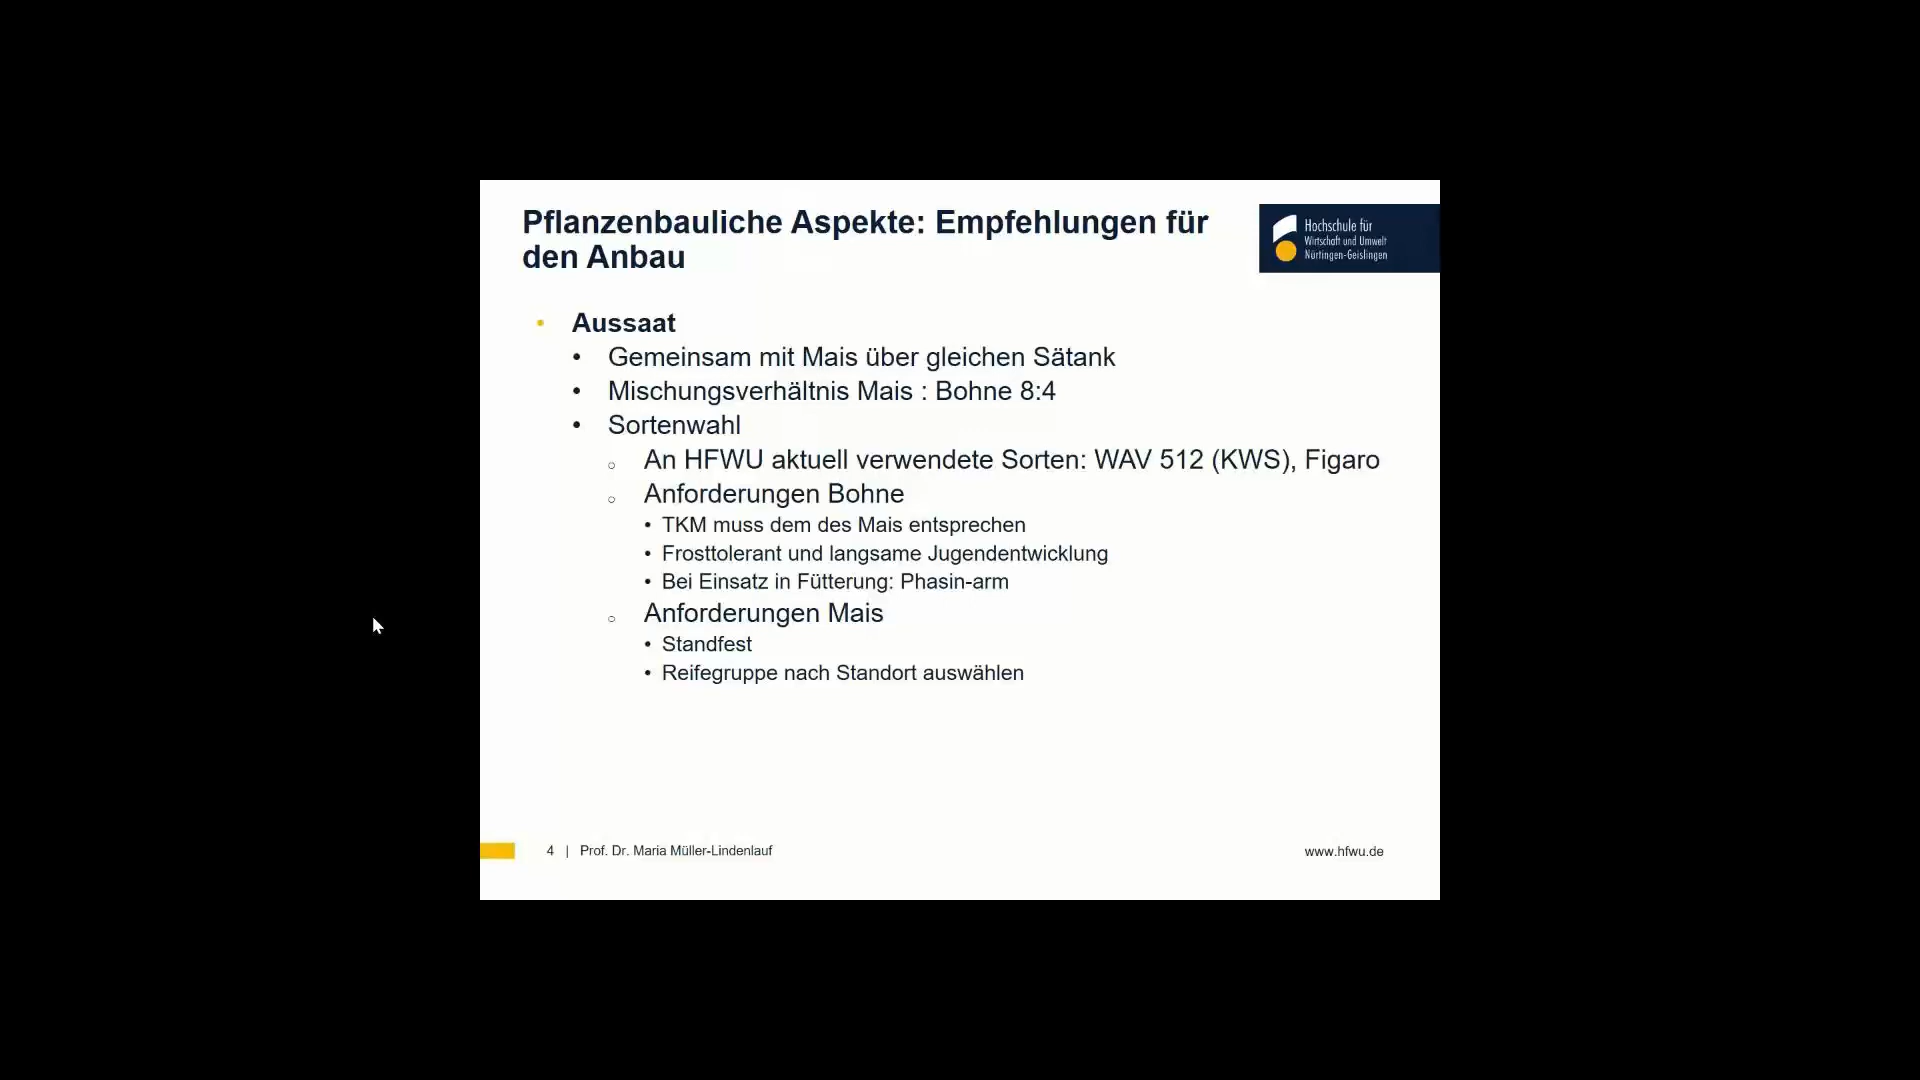 Pflanzenbauliche Aspekte: Empfehlungen für
den Anbau
Hochschule für
Wirtschaft und Umwelt
Nürtingen-Geislingen
• Aussaat
• Gemeinsam mit Mais über gleichen Sätank
• Mischungsverhältnis Mais : Bohne 8:4
• Sortenwahl
○ An HFWU aktuell verwendete Sorten: WAV 512 (KWS), Figaro
○ Anforderungen Bohne
• TKM muss dem des Mais entsprechen
• Frosttolerant und langsame Jugendentwicklung
• Bei Einsatz in Fütterung: Phasin-arm
○ Anforderungen Mais
• Standfest
• Reifegruppe nach Standort auswählen
4 | Prof. Dr. Maria Müller-Lindenlauf
www.hfwu.de